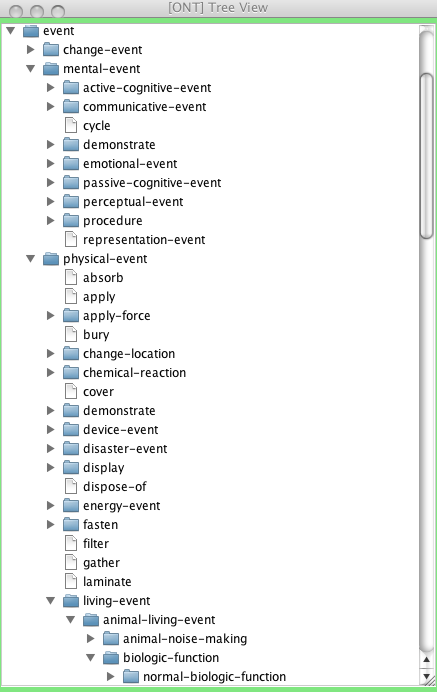 [ONT] Tree View
event
change-event
mental-event
active-cognitive-event
communicative-event
cycle
demonstrate
emotional-event
passive-cognitive-event
perceptual-event
procedure
representation-event
physical-event
absorb
apply
apply-force
bury
change-location
chemical-reaction
cover
demonstrate
device-event
disaster-event
display
dispose-of
energy-event
fasten
filter
gather
laminate
living-event
animal-living-event
animal-noise-making
biologic-function
normal-biologic-function